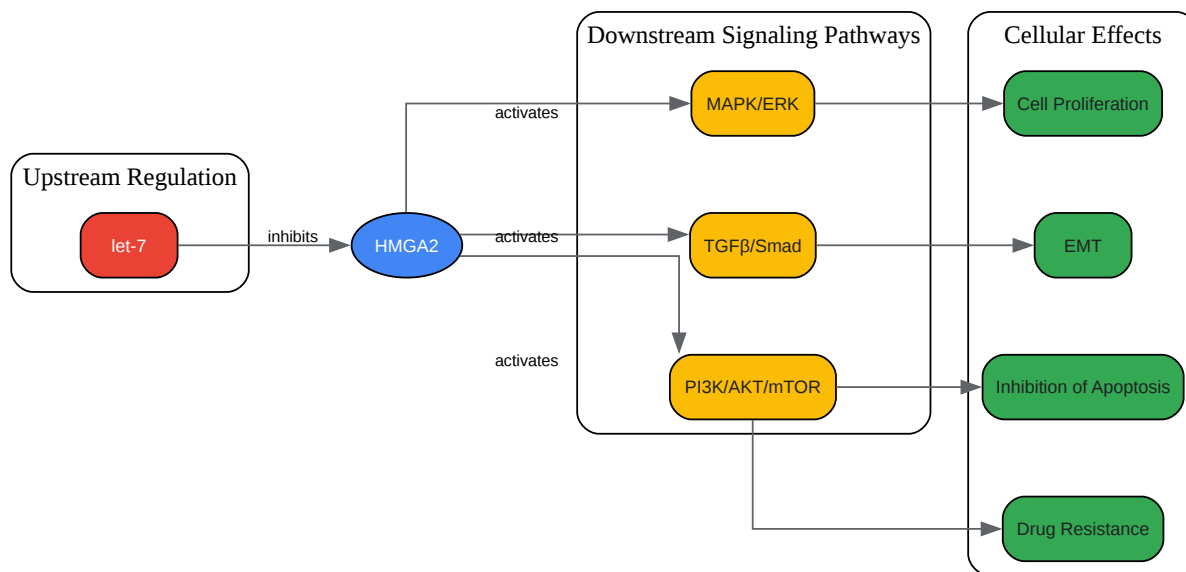 Downstream Signaling Pathways
Cellular Effects
MAPK/ERK
Cell Proliferation
activates
Upstream Regulation
let-7
inhibits
HMGA2
activates
TGFβ/Smad
EMT
activates
PI3K/AKT/mTOR
Inhibition of Apoptosis
Drug Resistance